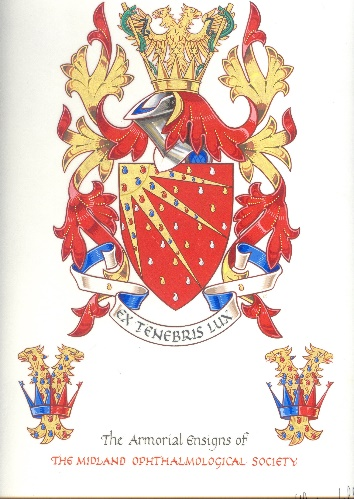 EX TENEBRIS LUX
The Armorial Ensigns of
THE MIDLAND OPHTHALMOLOGICAL SOCIETY